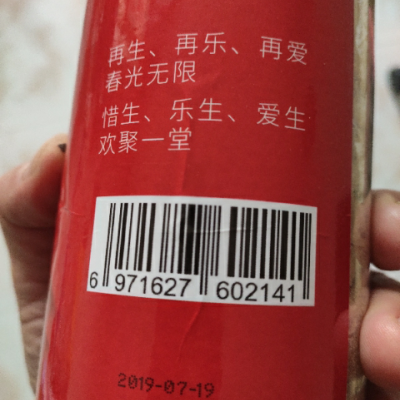 再生、再乐、再爱
春光无限
惜生、乐生、爱生
欢聚一堂
6 971627 602141
2019-07-19